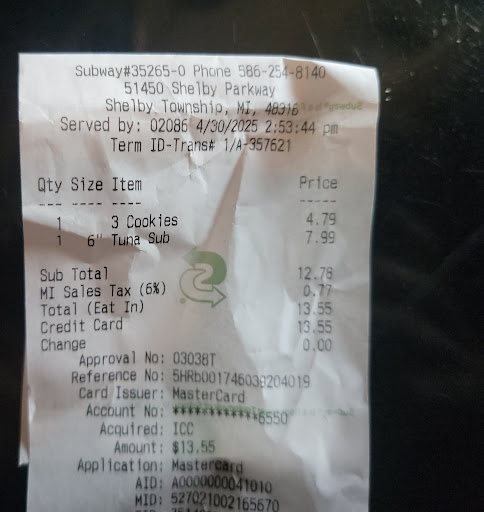 Subway#35265-0 Phone 586-254-8140
51450 Shelby Parkway
Shelby Township, MI, 48316
Served by: 02086 4/30/2025 2:53:44 pm
Term ID-Trans# 1/A-357621
Qty Size Item Price
--- ---- ---- -----
1 3 Cookies 4.79
1 6" Tuna Sub 7.99
Sub Total 12.78
MI Sales Tax (6%) 0.77
Total (Eat In) 13.55
Credit Card 13.55
Change 0.00
Approval No: 03038T
Reference No: 5HRb001746039204019
Card Issuer: MasterCard
Account No: ************6550
Acquired: ICC
Amount: $13.55
Application: Mastercard
AID: A0000000041010
MID: 527021002165670